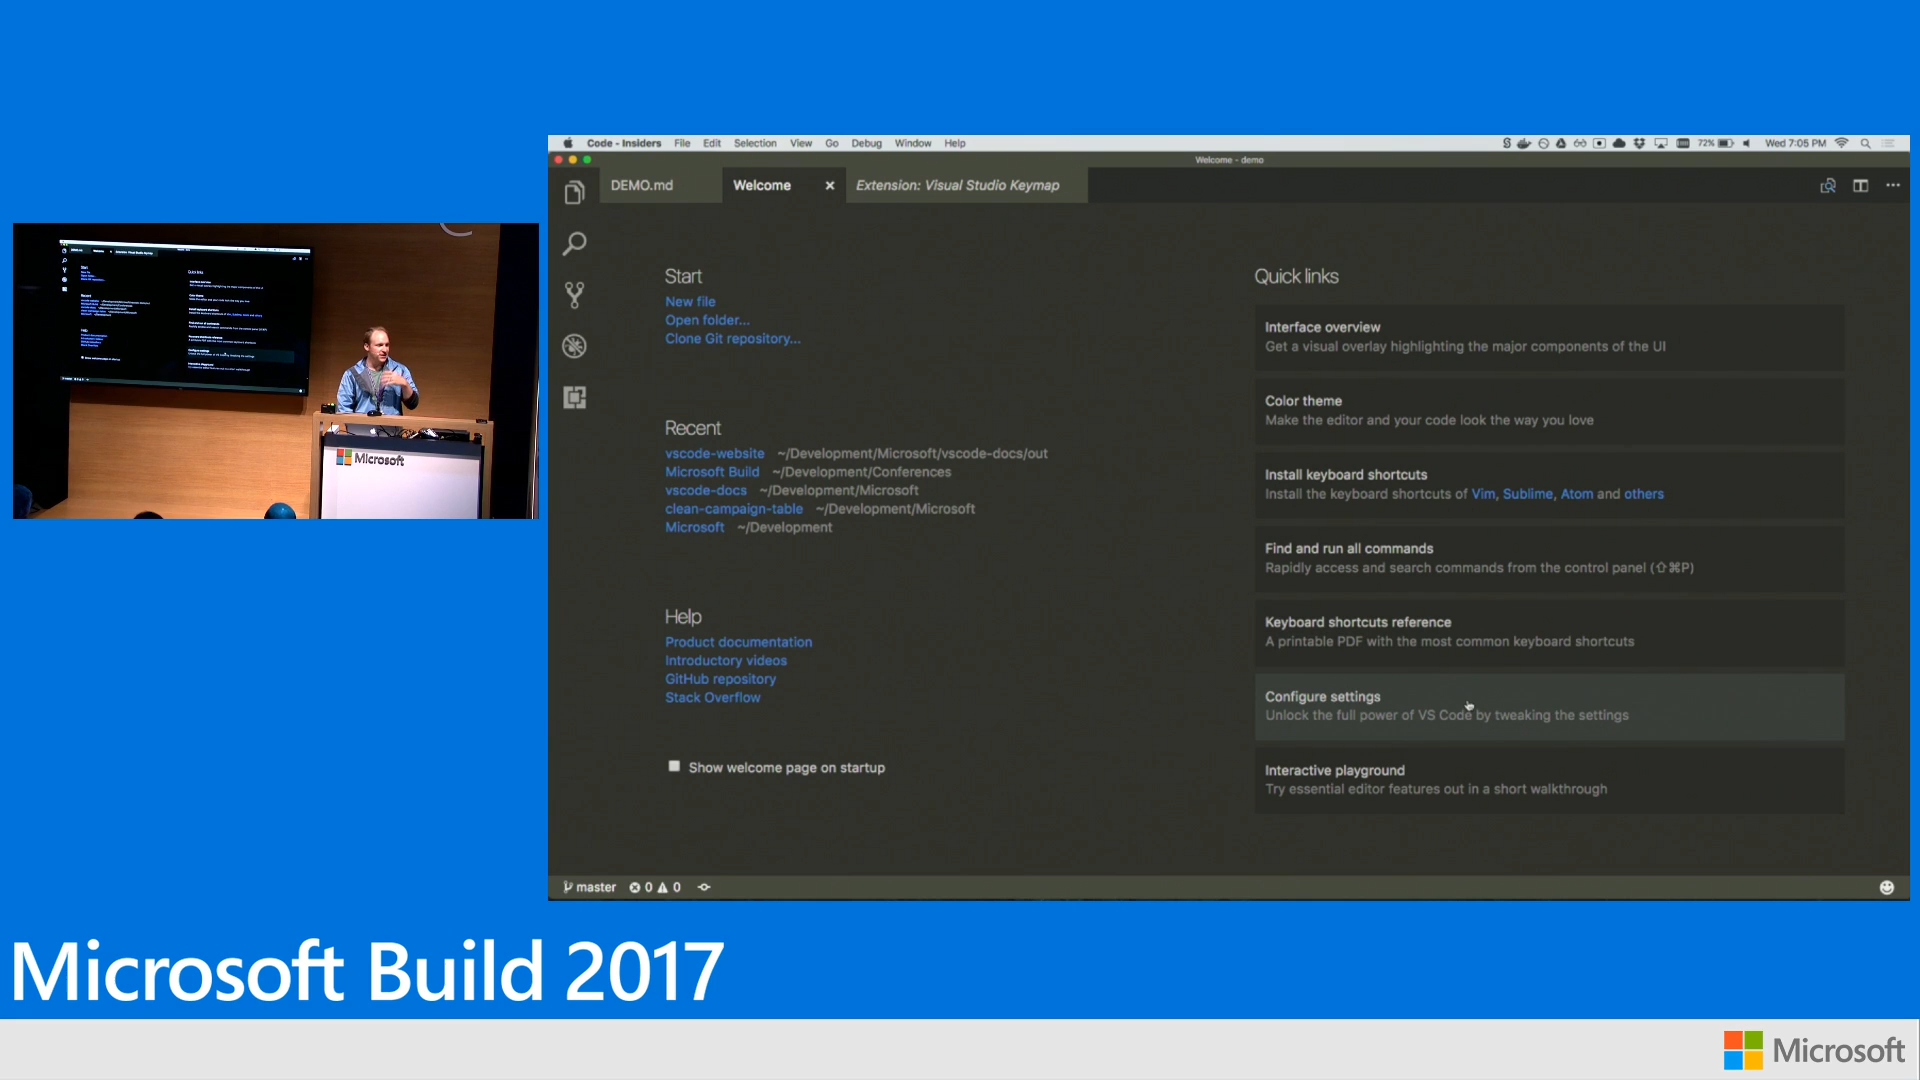 Code - Insiders File Edit Selection View Go Debug Window Help 72% Wed 7:05 PM
Welcome - demo
DEMO.md Welcome Extension: Visual Studio Keymap
Start
New file
Open folder...
Clone Git repository...
Recent
vscode-website ~/Development/Microsoft/vscode-docs/out
Microsoft Build ~/Development/Conferences
vscode-docs ~/Development/Microsoft
clean-campaign-table ~/Development/Microsoft
Microsoft ~/Development
Help
Product documentation
Introductory videos
GitHub repository
Stack Overflow
Show welcome page on startup
Quick links
Interface overview
Get a visual overlay highlighting the major components of the UI
Color theme
Make the editor and your code look the way you love
Install keyboard shortcuts
Install the keyboard shortcuts of Vim, Sublime, Atom and others
Find and run all commands
Rapidly access and search commands from the control panel (⇧⌘P)
Keyboard shortcuts reference
A printable PDF with the most common keyboard shortcuts
Configure settings
Unlock the full power of VS Code by tweaking the settings
Interactive playground
Try essential editor features out in a short walkthrough
master 0 0
Microsoft
Microsoft Build 2017
Microsoft